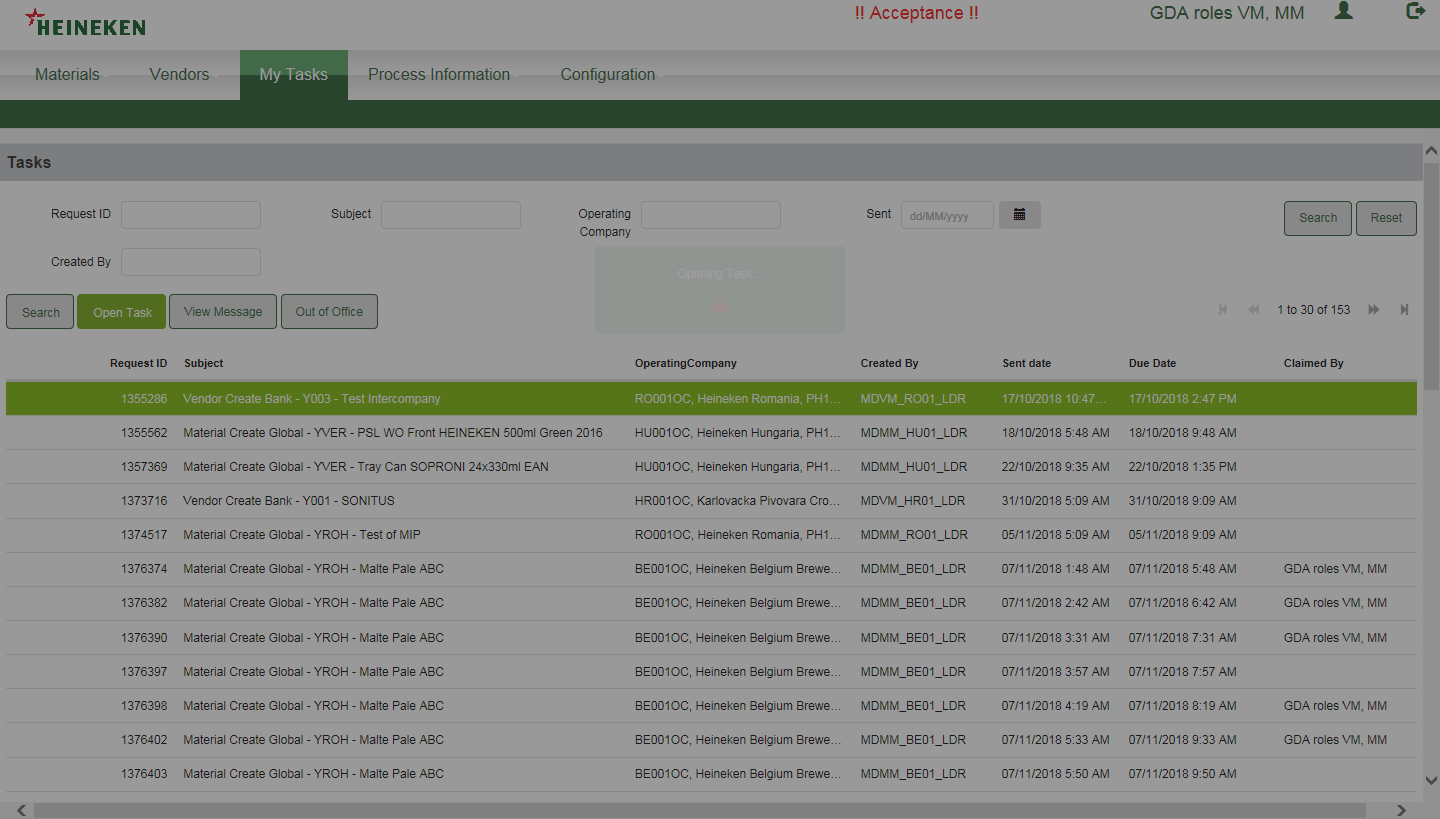 HEINEKEN
!! Acceptance !!
GDA roles VM, MM
Materials
Vendors
My Tasks
Process Information
Configuration
Tasks
Request ID
Subject
Operating Company
Sent
dd/MM/yyyy
Search
Reset
Created By
Opening Task...
Search
Open Task
View Message
Out of Office
1 to 30 of 153
Request ID Subject OperatingCompany Created By Sent date Due Date Claimed By
1355286 Vendor Create Bank - Y003 - Test Intercompany RO001OC, Heineken Romania, PH1... MDVM_RO01_LDR 17/10/2018 10:47... 17/10/2018 2:47 PM
1355562 Material Create Global - YVER - PSL WO Front HEINEKEN 500ml Green 2016 HU001OC, Heineken Hungaria, PH1... MDMM_HU01_LDR 18/10/2018 5:48 AM 18/10/2018 9:48 AM
1357369 Material Create Global - YVER - Tray Can SOPRONI 24x330ml EAN HU001OC, Heineken Hungaria, PH1... MDMM_HU01_LDR 22/10/2018 9:35 AM 22/10/2018 1:35 PM
1373716 Vendor Create Bank - Y001 - SONITUS HR001OC, Karlovacka Pivovara Cro... MDVM_HR01_LDR 31/10/2018 5:09 AM 31/10/2018 9:09 AM
1374517 Material Create Global - YROH - Test of MIP RO001OC, Heineken Romania, PH1... MDMM_RO01_LDR 05/11/2018 5:09 AM 05/11/2018 9:09 AM
1376374 Material Create Global - YROH - Malte Pale ABC BE001OC, Heineken Belgium Brewe... MDMM_BE01_LDR 07/11/2018 1:48 AM 07/11/2018 5:48 AM GDA roles VM, MM
1376382 Material Create Global - YROH - Malte Pale ABC BE001OC, Heineken Belgium Brewe... MDMM_BE01_LDR 07/11/2018 2:42 AM 07/11/2018 6:42 AM GDA roles VM, MM
1376390 Material Create Global - YROH - Malte Pale ABC BE001OC, Heineken Belgium Brewe... MDMM_BE01_LDR 07/11/2018 3:31 AM 07/11/2018 7:31 AM GDA roles VM, MM
1376397 Material Create Global - YROH - Malte Pale ABC BE001OC, Heineken Belgium Brewe... MDMM_BE01_LDR 07/11/2018 3:57 AM 07/11/2018 7:57 AM
1376398 Material Create Global - YROH - Malte Pale ABC BE001OC, Heineken Belgium Brewe... MDMM_BE01_LDR 07/11/2018 4:19 AM 07/11/2018 8:19 AM GDA roles VM, MM
1376402 Material Create Global - YROH - Malte Pale ABC BE001OC, Heineken Belgium Brewe... MDMM_BE01_LDR 07/11/2018 5:33 AM 07/11/2018 9:33 AM GDA roles VM, MM
1376403 Material Create Global - YROH - Malte Pale ABC BE001OC, Heineken Belgium Brewe... MDMM_BE01_LDR 07/11/2018 5:50 AM 07/11/2018 9:50 AM